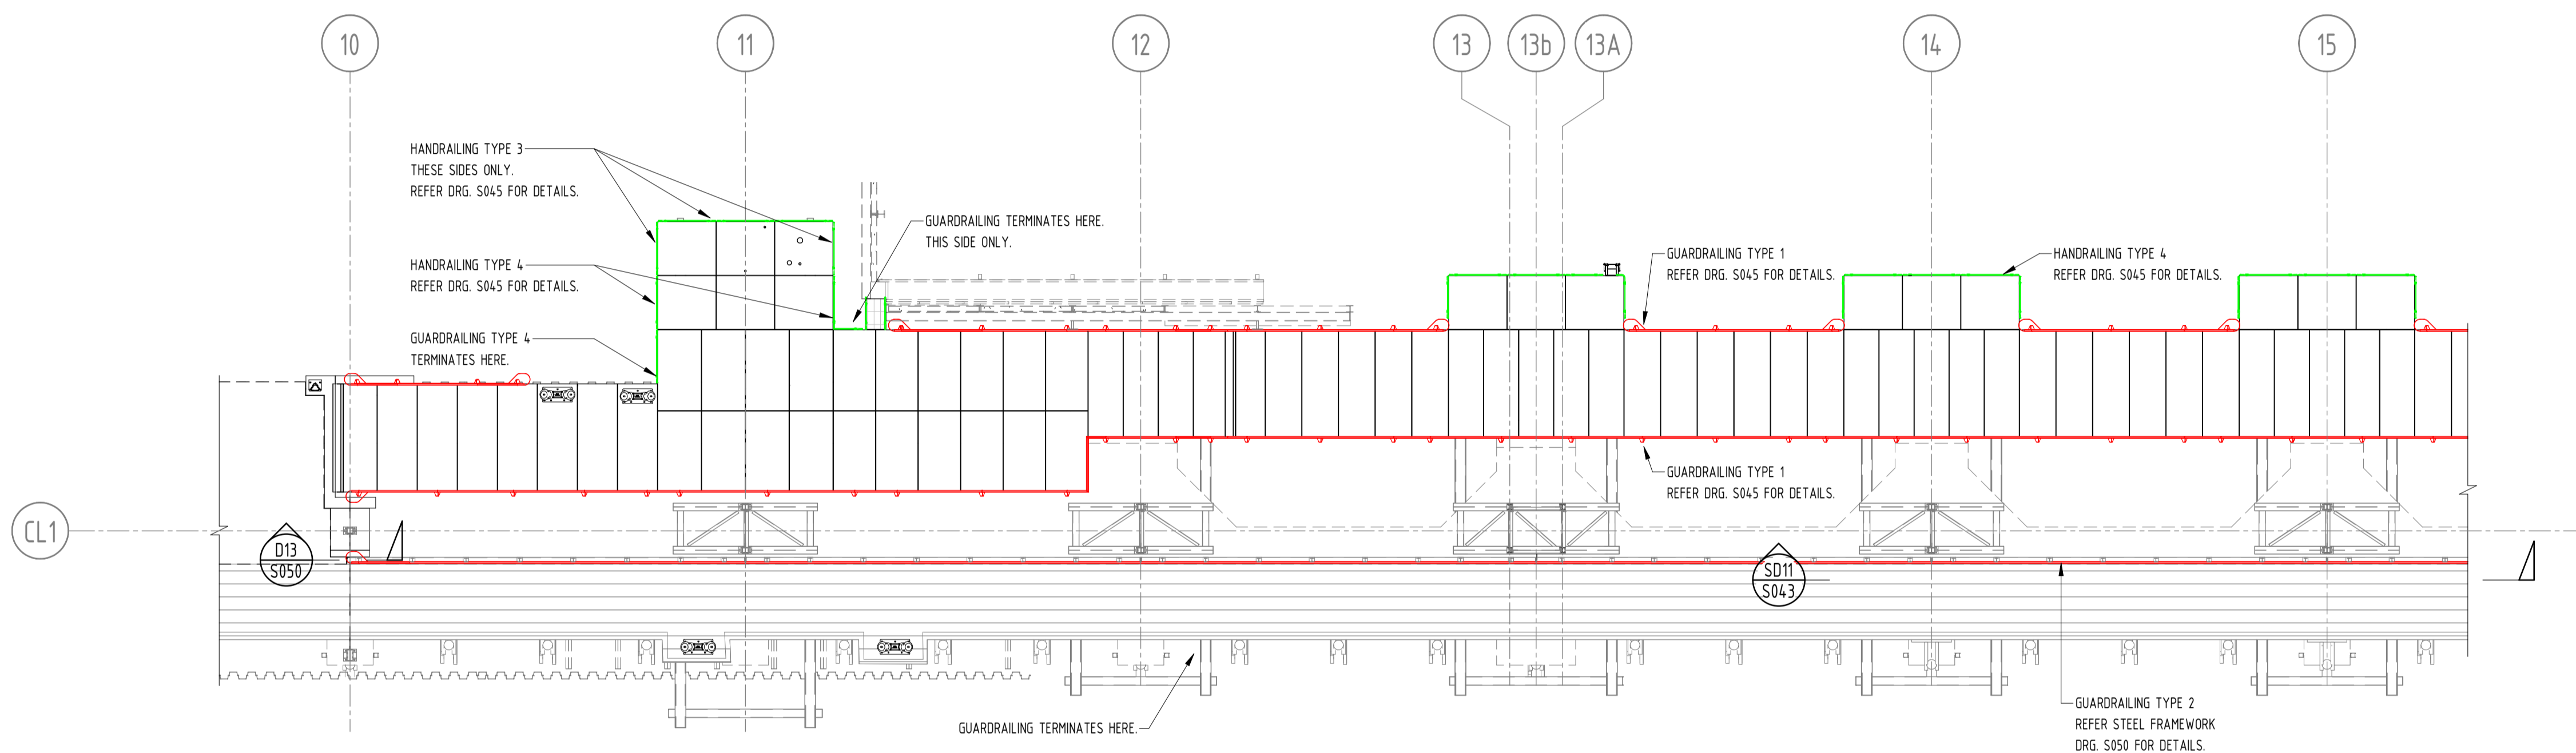 10
11
12
13
13b
13A
14
15
HANDRAILING TYPE 3
THESE SIDES ONLY.
REFER DRG. S045 FOR DETAILS.
GUARDRAILING TERMINATES HERE.
THIS SIDE ONLY.
HANDRAILING TYPE 4
REFER DRG. S045 FOR DETAILS.
GUARDRAILING TYPE 1
REFER DRG. S045 FOR DETAILS.
HANDRAILING TYPE 4
REFER DRG. S045 FOR DETAILS.
GUARDRAILING TYPE 4
TERMINATES HERE.
GUARDRAILING TYPE 1
REFER DRG. S045 FOR DETAILS.
CL1
D13
S050
SD11
S043
GUARDRAILING TERMINATES HERE.
GUARDRAILING TYPE 2
REFER STEEL FRAMEWORK
DRG. S050 FOR DETAILS.